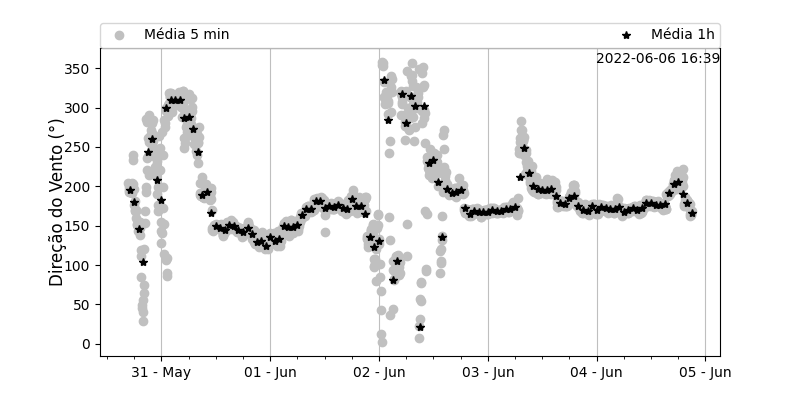 Média 5 min
Média 1h
2022-06-06 16:39
Direção do Vento (°)
350
300
250
200
150
100
50
0
31 - May
01 - Jun
02 - Jun
03 - Jun
04 - Jun
05 - Jun